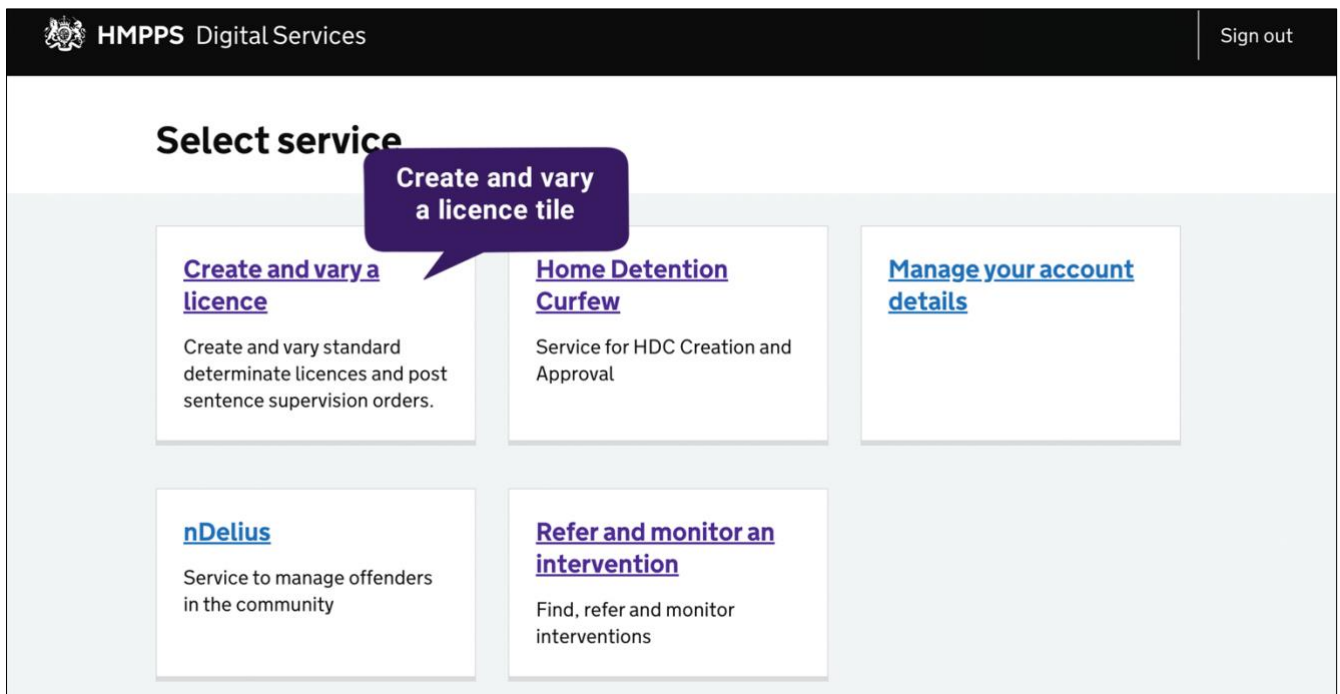 HMPPS Digital Services
Sign out
Select service
Create and vary
a licence tile
Create and vary a
licence
Create and vary standard
determinate licences and post
sentence supervision orders.
Home Detention
Curfew
Service for HDC Creation and
Approval
Manage your account
details
nDelius
Service to manage offenders
in the community
Refer and monitor an
intervention
Find, refer and monitor
interventions